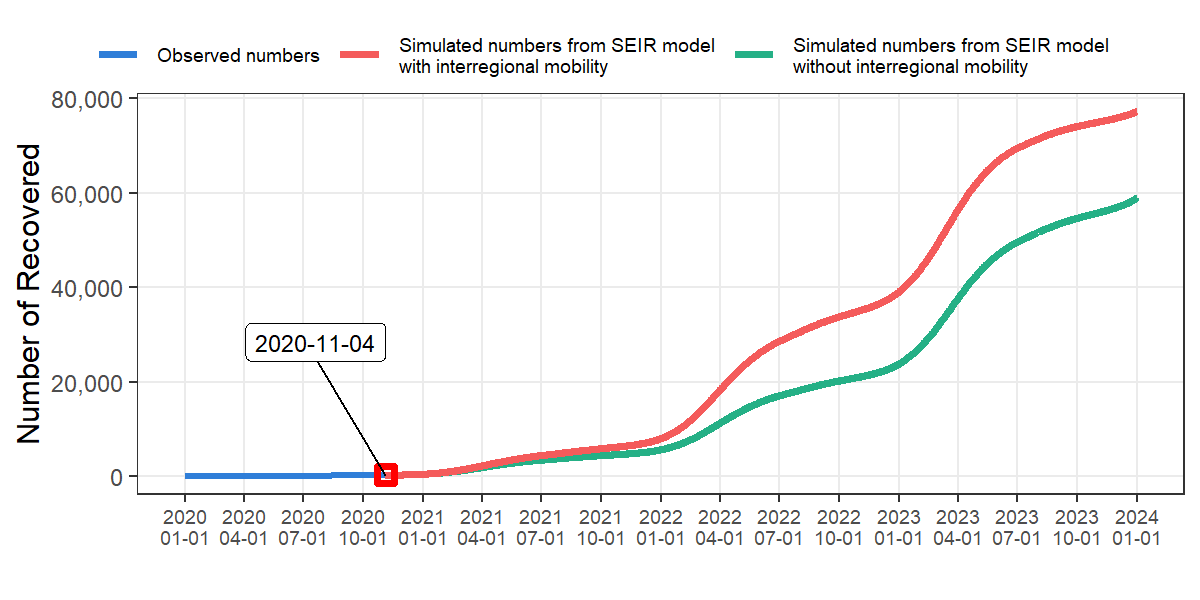 Observed numbers
Simulated numbers from SEIR model
with interregional mobility
Simulated numbers from SEIR model
without interregional mobility
Number of Recovered
80,000
60,000
40,000
20,000
0
2020-11-04
2020 2020 2020 2020 2021 2021 2021 2021 2022 2022 2022 2022 2023 2023 2023 2023 2024
01-01 04-01 07-01 10-01 01-01 04-01 07-01 10-01 01-01 04-01 07-01 10-01 01-01 04-01 07-01 10-01 01-01